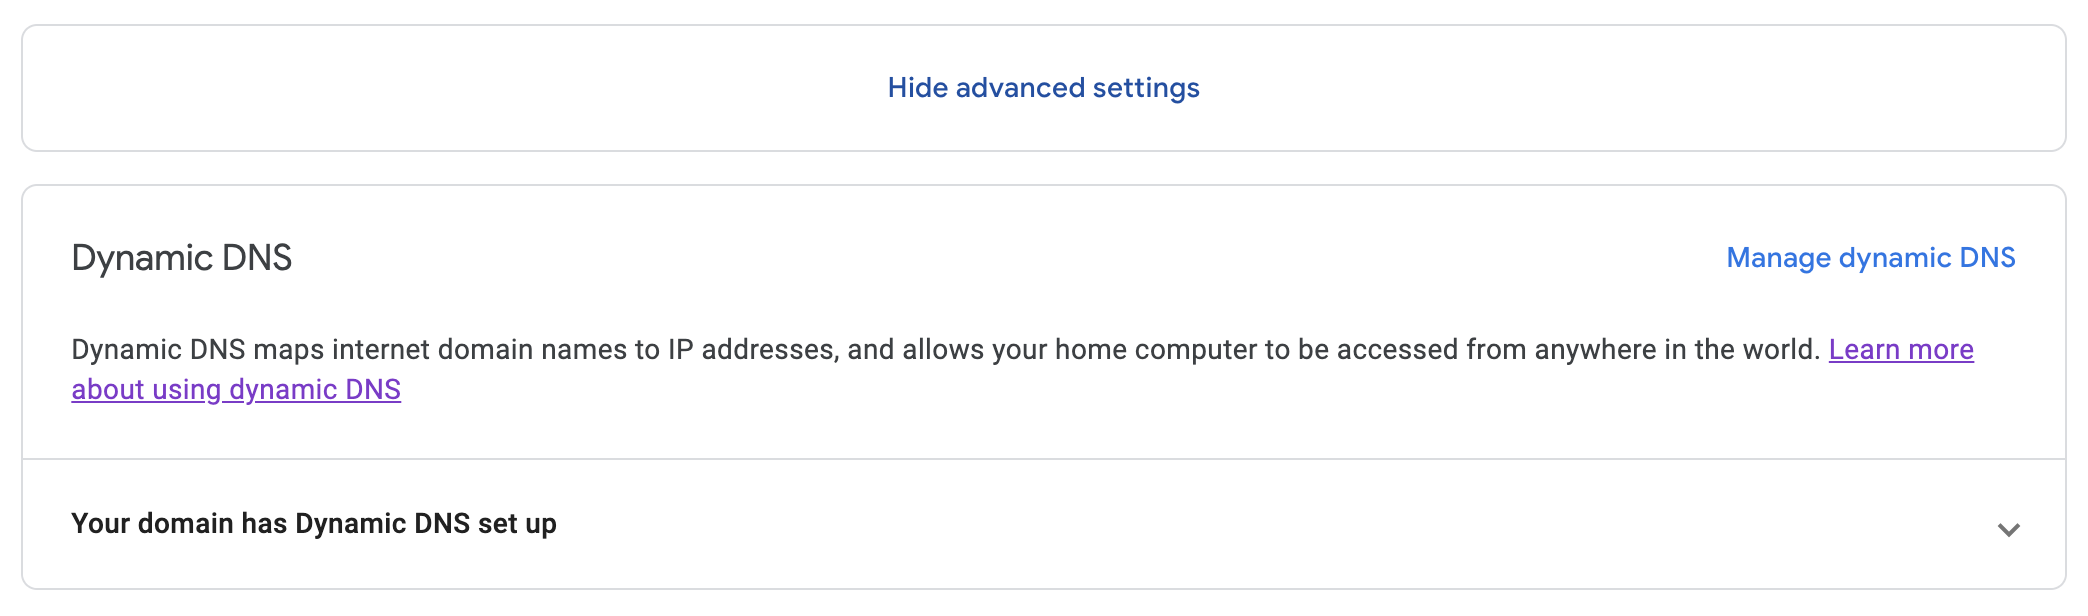 Hide advanced settings
Dynamic DNS
Manage dynamic DNS
Dynamic DNS maps internet domain names to IP addresses, and allows your home computer to be accessed from anywhere in the world. Learn more
about using dynamic DNS
Your domain has Dynamic DNS set up